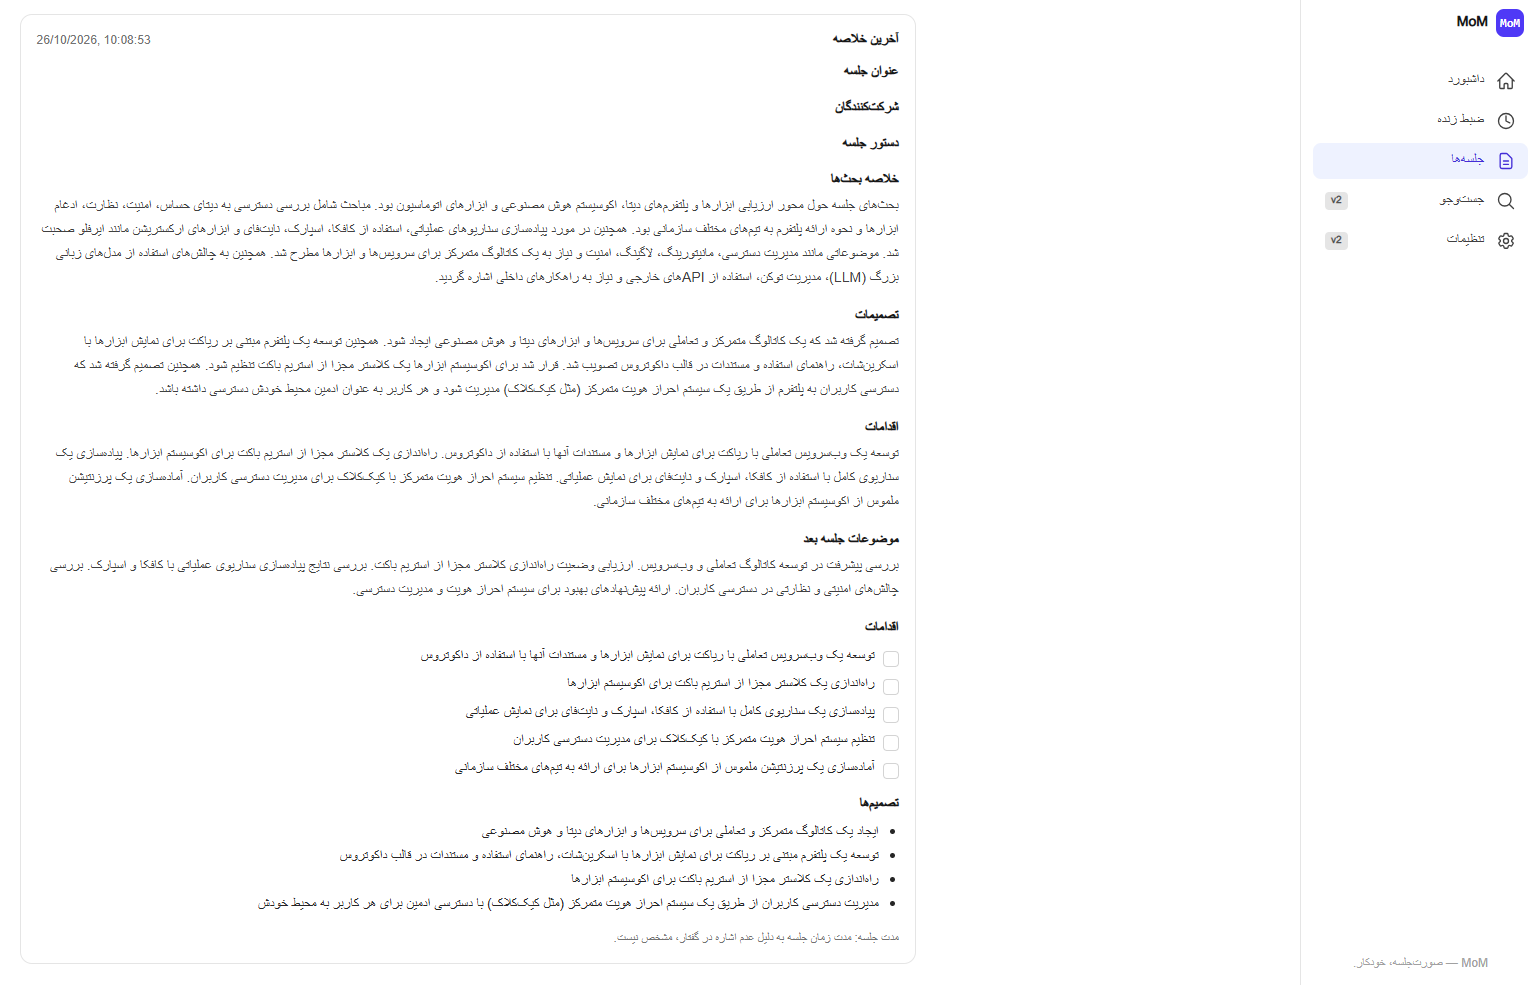 MoM MoM
داشبورد
ضبط زنده
جلسه‌ها
جست‌وجو v2
تنظیمات v2
MoM — صورت‌جلسه، خودکار.
آخرین خلاصه 26/10/2026, 10:08:53
عنوان جلسه
شرکت‌کنندگان
دستور جلسه
خلاصه بحث‌ها
بحث‌های جلسه حول محور ارزیابی ابزارها و پلتفرم‌های دیتا، اکوسیستم هوش مصنوعی و ابزارهای اتوماسیون بود. مباحث شامل بررسی دسترسی به دیتای حساس، امنیت، نظارت، ادغام
ابزارها و نحوه ارائه پلتفرم به تیم‌های مختلف سازمانی بود. همچنین در مورد پیاده‌سازی سناریوهای عملیاتی، استفاده از کافکا، اسپارک، نایت‌فای و ابزارهای ارکستریشن مانند ایرفلو صحبت
شد. موضوعاتی مانند مدیریت دسترسی، مانیتورینگ، لاگینگ، امنیت و نیاز به یک کاتالوگ متمرکز برای سرویس‌ها و ابزارها مطرح شد. همچنین به چالش‌های استفاده از مدل‌های زبانی
بزرگ (LLM)، مدیریت توکن، استفاده از APIهای خارجی و نیاز به راهکارهای داخلی اشاره گردید.
تصمیمات
تصمیم گرفته شد که یک کاتالوگ متمرکز و تعاملی برای سرویس‌ها و ابزارهای دیتا و هوش مصنوعی ایجاد شود. همچنین توسعه یک پلتفرم مبتنی بر ریاکت برای نمایش ابزارها با
اسکرین‌شات، راهنمای استفاده و مستندات در قالب داکوتروس تصویب شد. قرار شد برای اکوسیستم ابزارها یک کلاستر مجزا از استریم باکت تنظیم شود. همچنین تصمیم گرفته شد که
دسترسی کاربران به پلتفرم از طریق یک سیستم احراز هویت متمرکز (مثل کیک‌کلاک) مدیریت شود و هر کاربر به عنوان ادمین محیط خودش دسترسی داشته باشد.
اقدامات
توسعه یک وب‌سرویس تعاملی با ریاکت برای نمایش ابزارها و مستندات آنها با استفاده از داکوتروس. راه‌اندازی یک کلاستر مجزا از استریم باکت برای اکوسیستم ابزارها. پیاده‌سازی یک
سناریوی کامل با استفاده از کافکا، اسپارک و نایت‌فای برای نمایش عملیاتی. تنظیم سیستم احراز هویت متمرکز با کیک‌کلاک برای مدیریت دسترسی کاربران. آماده‌سازی یک پرزنتیشن
ملموس از اکوسیستم ابزارها برای ارائه به تیم‌های مختلف سازمانی.
موضوعات جلسه بعد
بررسی پیشرفت در توسعه کاتالوگ تعاملی و وب‌سرویس. ارزیابی وضعیت راه‌اندازی کلاستر مجزا از استریم باکت. بررسی نتایج پیاده‌سازی سناریوی عملیاتی با کافکا و اسپارک. بررسی
چالش‌های امنیتی و نظارتی در دسترسی کاربران. ارائه پیش‌نهادهای بهبود برای سیستم احراز هویت و مدیریت دسترسی.
اقدامات
توسعه یک وب‌سرویس تعاملی با ریاکت برای نمایش ابزارها و مستندات آنها با استفاده از داکوتروس
راه‌اندازی یک کلاستر مجزا از استریم باکت برای اکوسیستم ابزارها
پیاده‌سازی یک سناریوی کامل با استفاده از کافکا، اسپارک و نایت‌فای برای نمایش عملیاتی
تنظیم سیستم احراز هویت متمرکز با کیک‌کلاک برای مدیریت دسترسی کاربران
آماده‌سازی یک پرزنتیشن ملموس از اکوسیستم ابزارها برای ارائه به تیم‌های مختلف سازمانی
تصمیم‌ها
• ایجاد یک کاتالوگ متمرکز و تعاملی برای سرویس‌ها و ابزارهای دیتا و هوش مصنوعی
• توسعه یک پلتفرم مبتنی بر ریاکت برای نمایش ابزارها با اسکرین‌شات، راهنمای استفاده و مستندات در قالب داکوتروس
• راه‌اندازی یک کلاستر مجزا از استریم باکت برای اکوسیستم ابزارها
• مدیریت دسترسی کاربران از طریق یک سیستم احراز هویت متمرکز (مثل کیک‌کلاک) با دسترسی ادمین برای هر کاربر به محیط خودش
مدت جلسه: مدت زمان جلسه به دلیل عدم اشاره در گفتار، مشخص نیست.